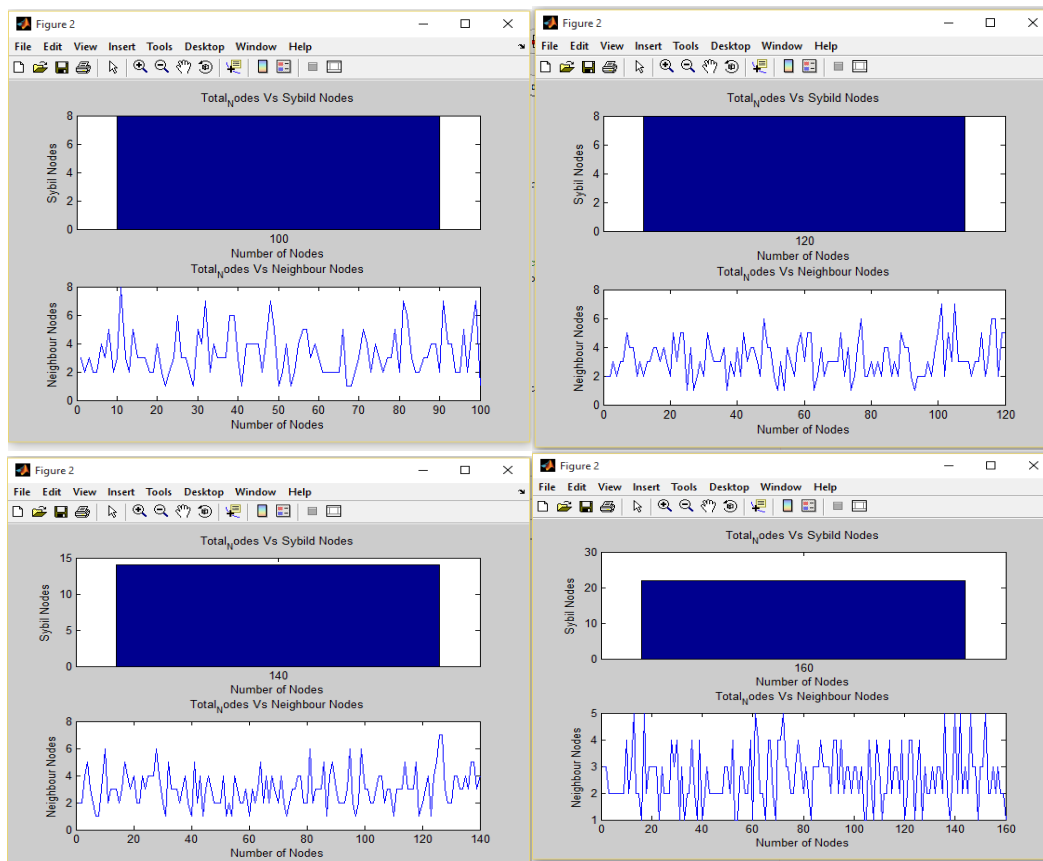 Figure 2
File Edit View Insert Tools Desktop Window Help
Total_Nodes Vs Sybild Nodes
8
6
4
2
0
Sybil Nodes
100
Number of Nodes
Total_Nodes Vs Neighbour Nodes
8
6
4
2
0
Neighbour Nodes
0 10 20 30 40 50 60 70 80 90 100
Number of Nodes
Figure 2
File Edit View Insert Tools Desktop Window Help
Total_Nodes Vs Sybild Nodes
8
6
4
2
0
Sybil Nodes
120
Number of Nodes
Total_Nodes Vs Neighbour Nodes
8
6
4
2
0
Neighbour Nodes
0 20 40 60 80 100 120
Number of Nodes
Figure 2
File Edit View Insert Tools Desktop Window Help
Total_Nodes Vs Sybild Nodes
15
10
5
0
Sybil Nodes
140
Number of Nodes
Total_Nodes Vs Neighbour Nodes
8
6
4
2
0
Neighbour Nodes
0 20 40 60 80 100 120 140
Number of Nodes
Figure 2
File Edit View Insert Tools Desktop Window Help
Total_Nodes Vs Sybild Nodes
30
20
10
0
Sybil Nodes
160
Number of Nodes
Total_Nodes Vs Neighbour Nodes
5
4
3
2
1
Neighbour Nodes
0 20 40 60 80 100 120 140 160
Number of Nodes